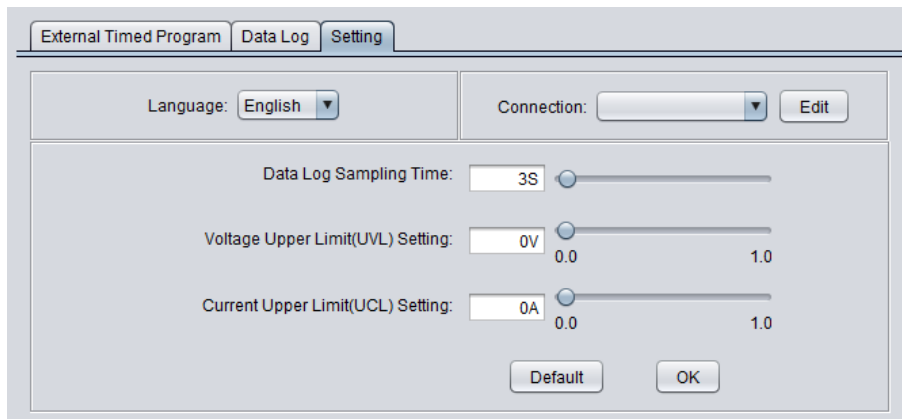 External Timed Program Data Log Setting
Language: English Connection: Edit
Data Log Sampling Time: 3S
Voltage Upper Limit(UVL) Setting: 0V
0.0 1.0
Current Upper Limit(UCL) Setting: 0A
0.0 1.0
Default OK